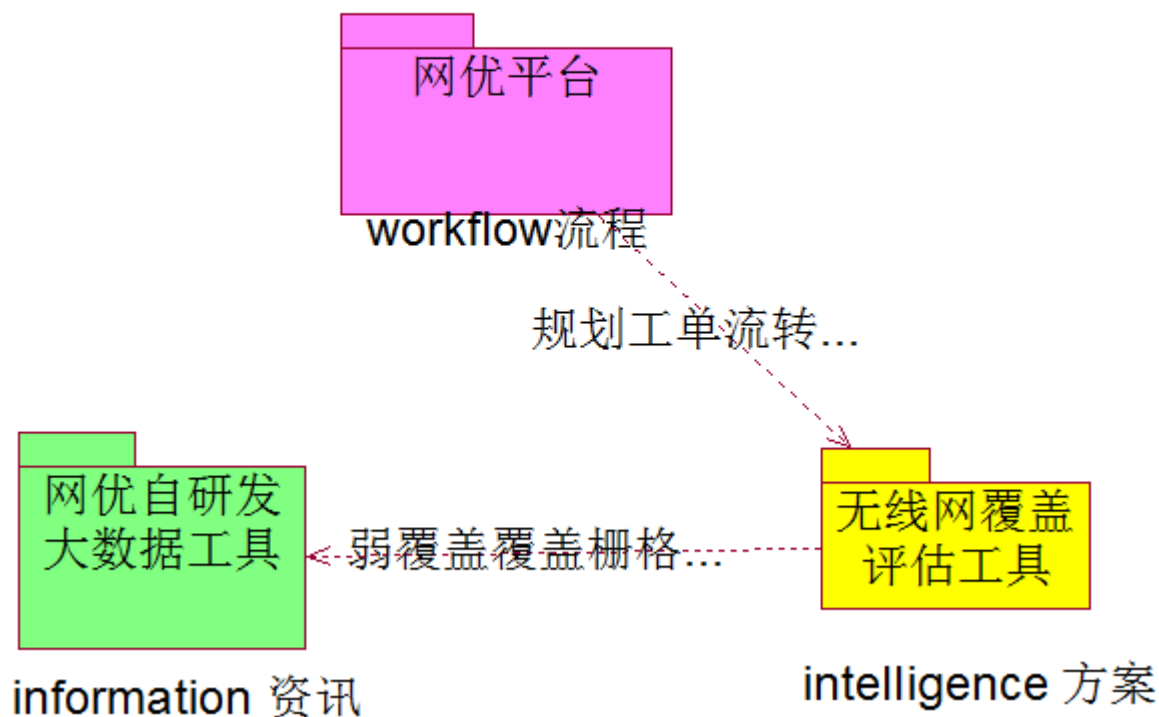 网优平台
workflow流程
规划工单流转...
网优自研发
大数据工具
弱覆盖覆盖栅格...
无线网覆盖
评估工具
information 资讯
intelligence 方案